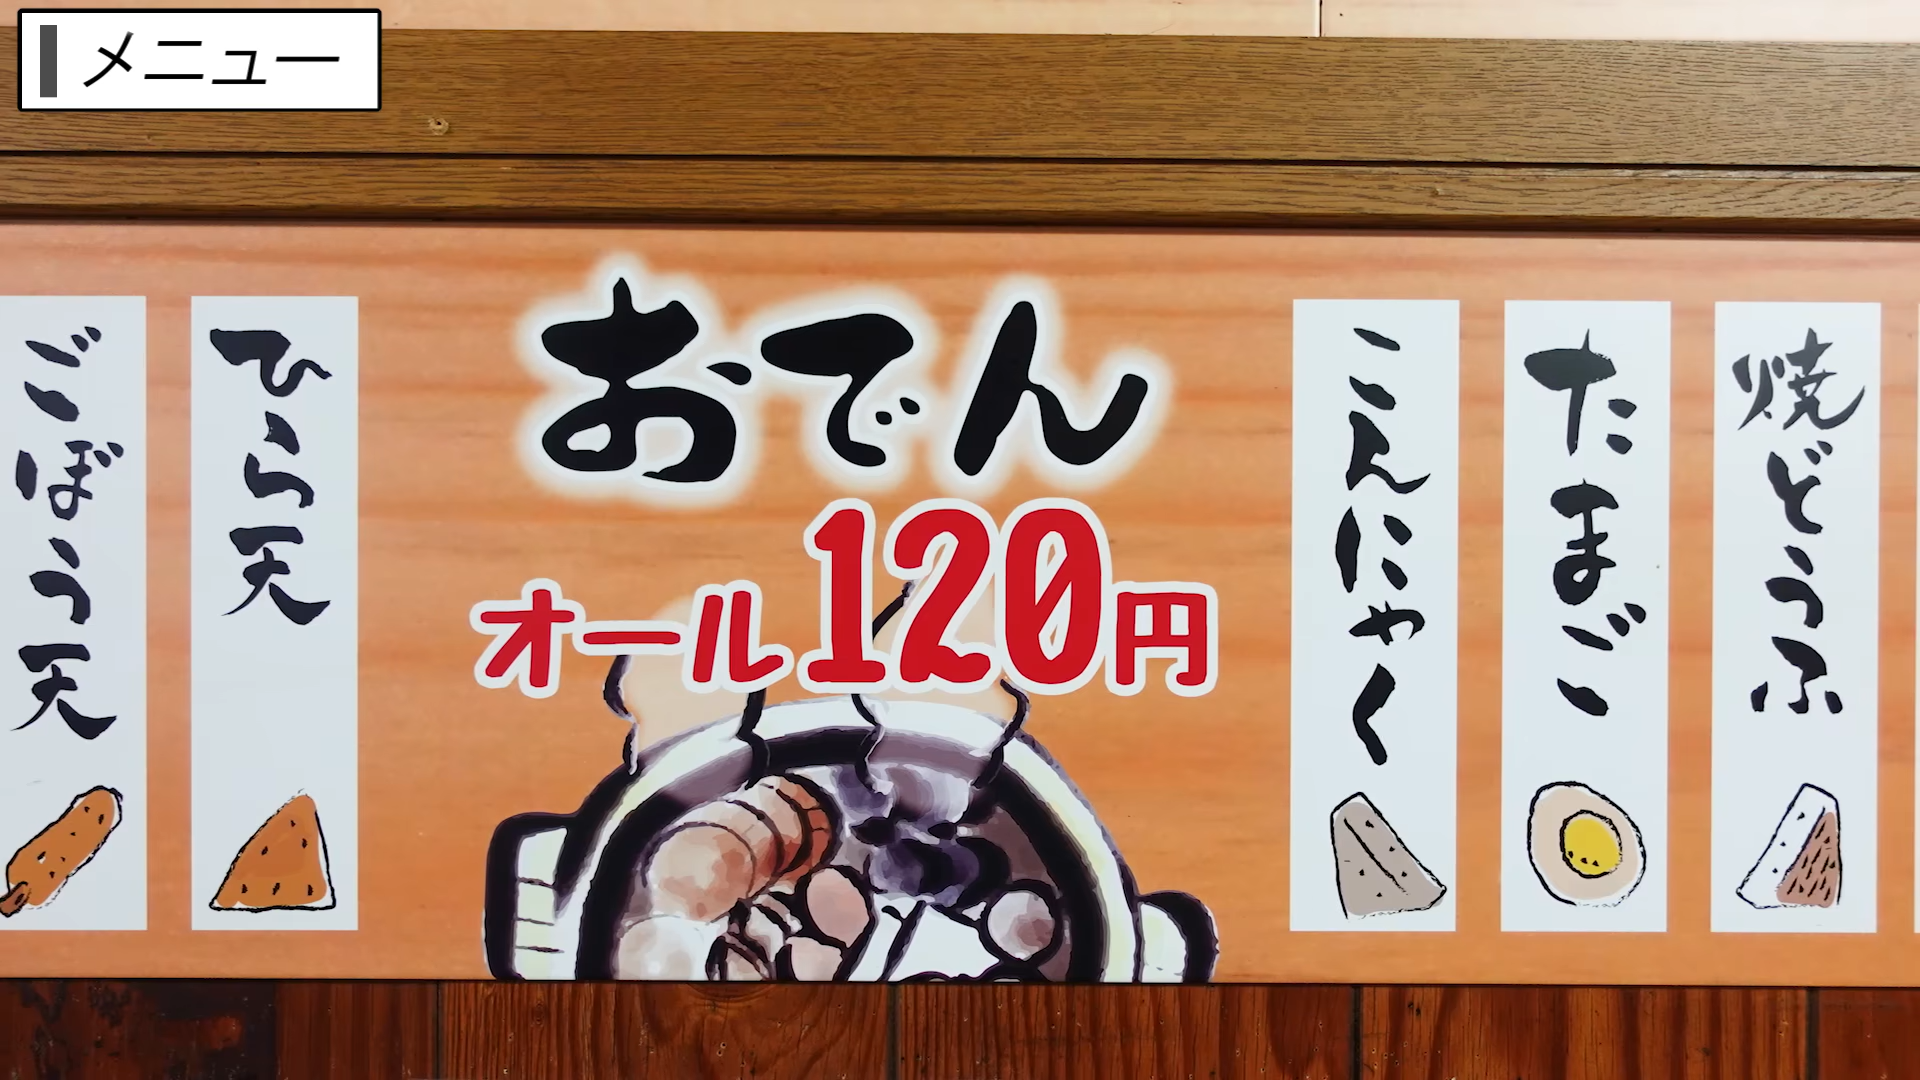 メニュー
ごぼう天
ひら天
おでん
オール120円
こんにゃく
たまご
焼どうふ